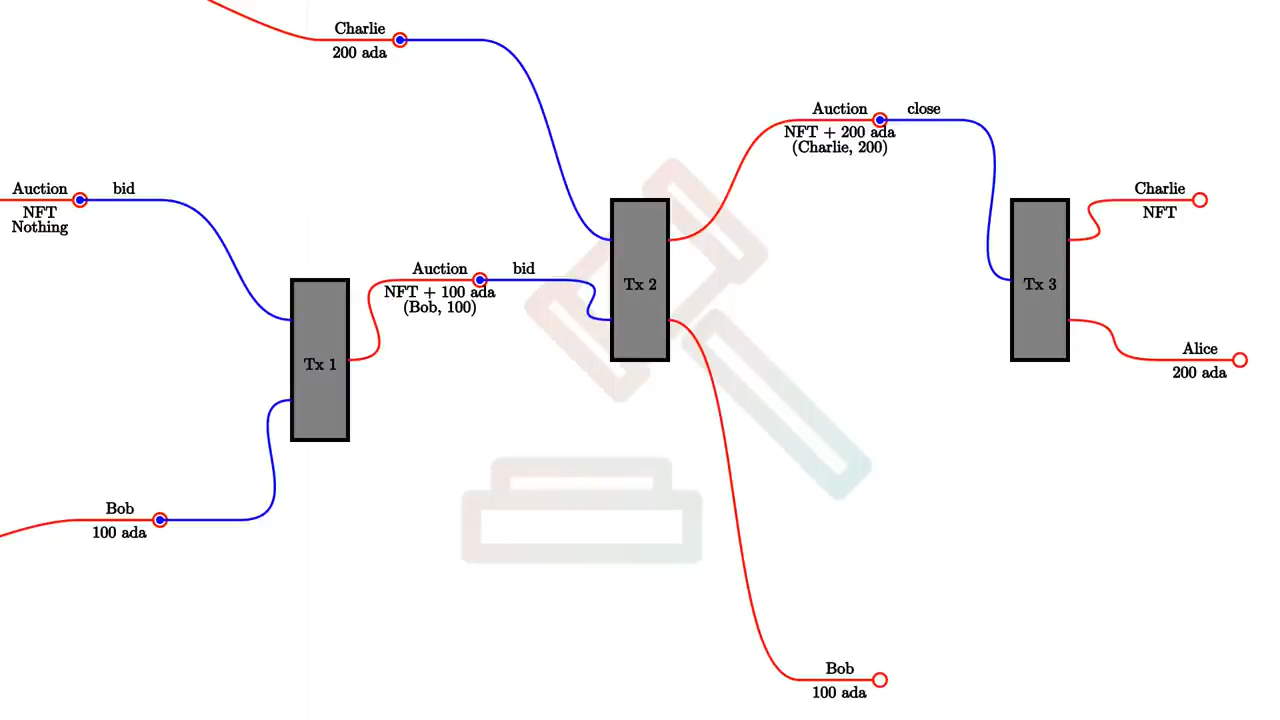 Charlie
200 ada
Auction
close
NFT + 200 ada
(Charlie, 200)
Auction
bid
NFT
Nothing
Charlie
NFT
Auction
bid
NFT + 100 ada
(Bob, 100)
Tx 2
Tx 3
Tx 1
Alice
200 ada
Bob
100 ada
Bob
100 ada